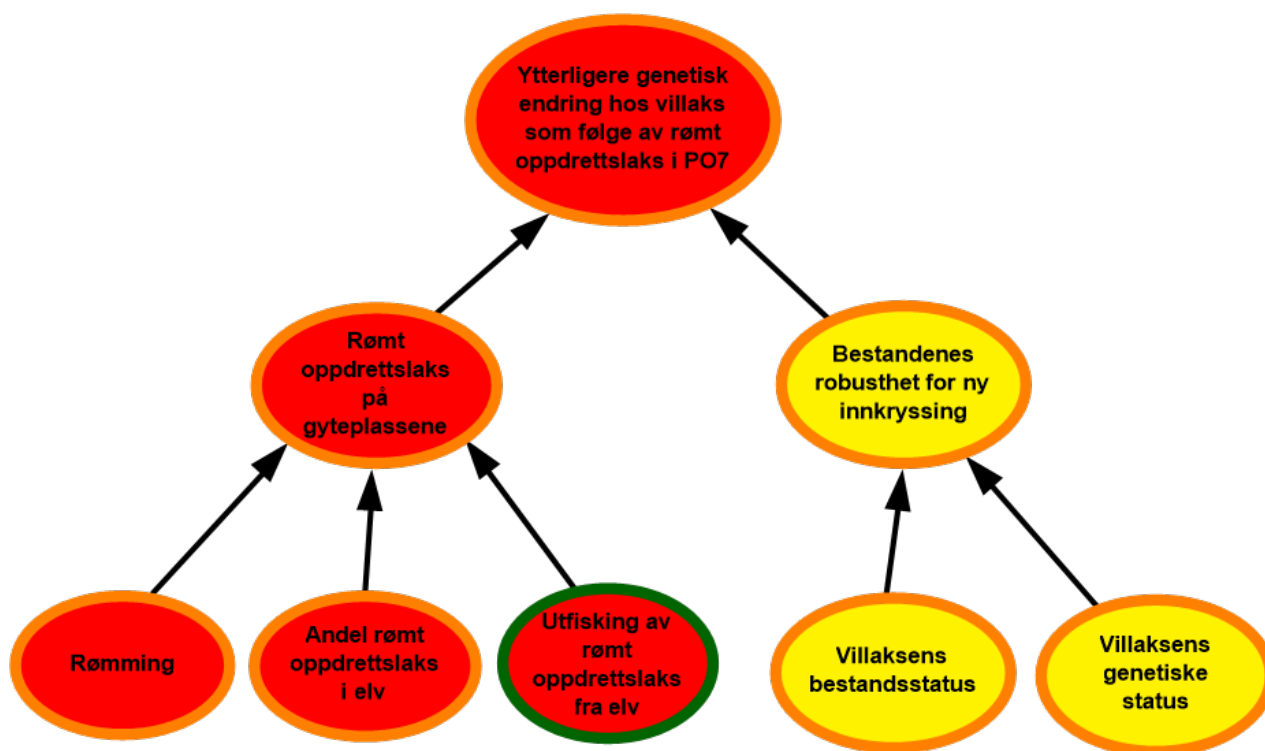 Ytterligere genetisk
endring hos villaks
som følge av rømt
oppdrettslaks i PO7
Rømt
oppdrettslaks
på
gyteplassene
Bestandenes
robusthet for ny
innkryssing
Rømming
Andel rømt
oppdrettslaks
i elv
Utfisking av
rømt
oppdrettslaks
fra elv
Villaksens
bestandsstatus
Villaksens
genetiske
status